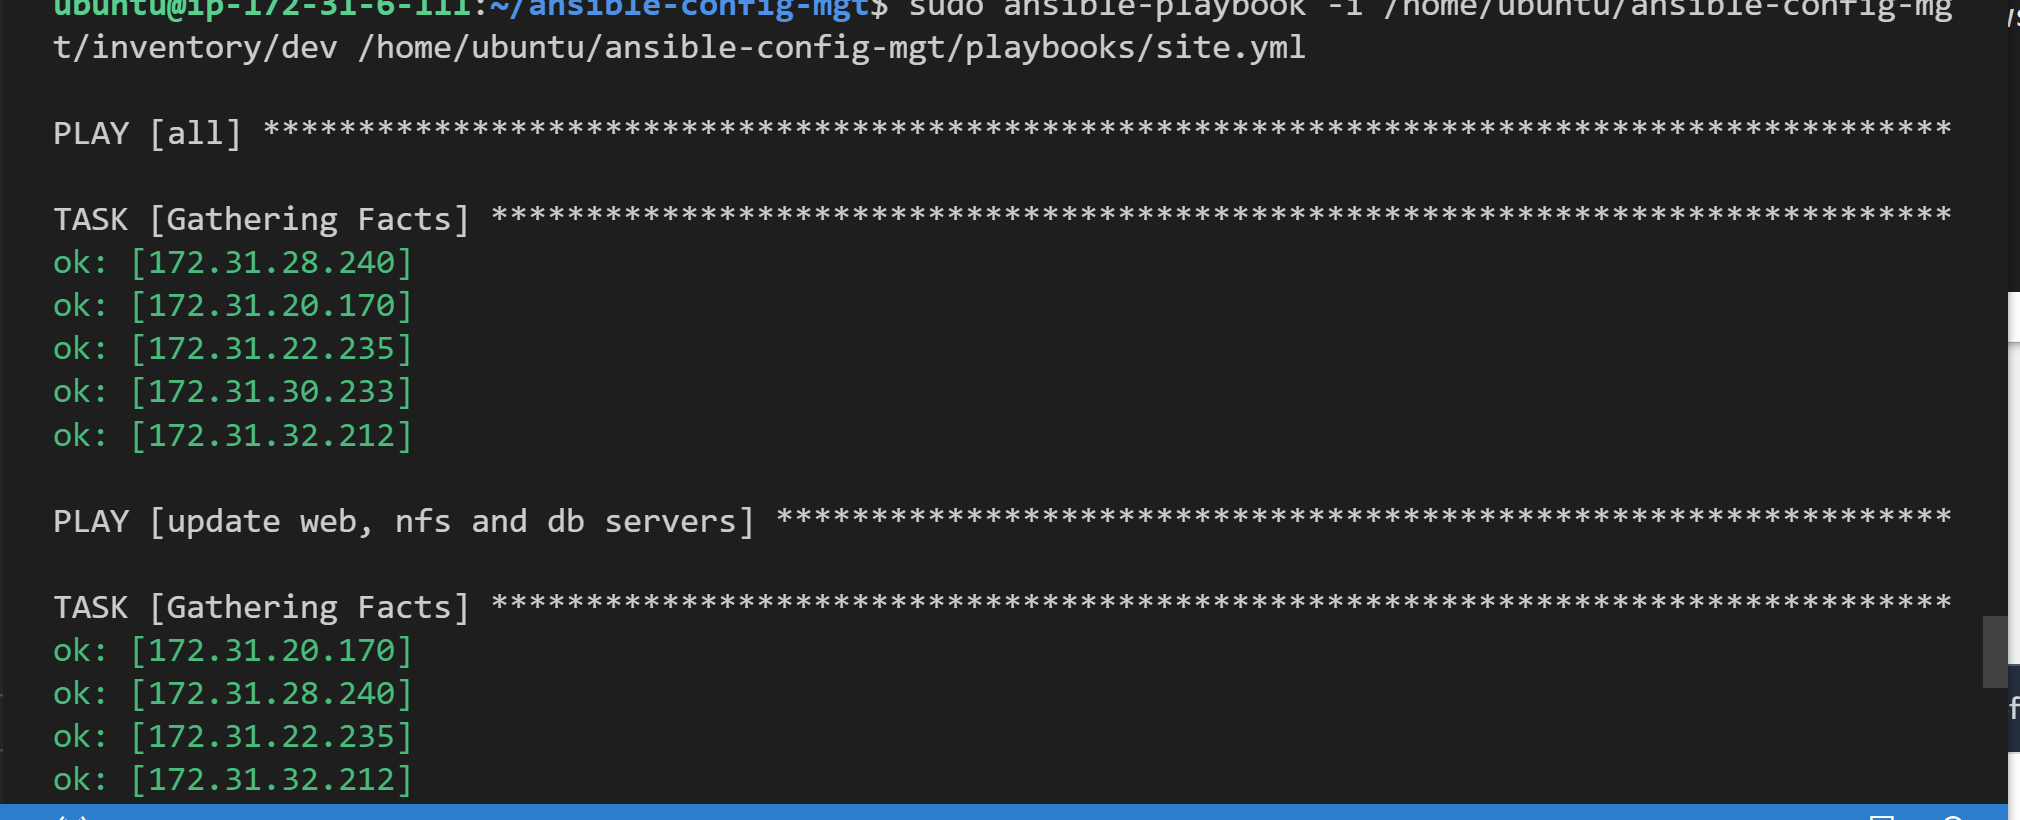 ubuntu@ip-172-31-6-111:~/ansible-config-mgt$ sudo ansible-playbook -i /home/ubuntu/ansible-config-mg
t/inventory/dev /home/ubuntu/ansible-config-mgt/playbooks/site.yml
PLAY [all] *****************************************************************************************
TASK [Gathering Facts] *****************************************************************************
ok: [172.31.28.240]
ok: [172.31.20.170]
ok: [172.31.22.235]
ok: [172.31.30.233]
ok: [172.31.32.212]
PLAY [update web, nfs and db servers] **************************************************************
TASK [Gathering Facts] *****************************************************************************
ok: [172.31.20.170]
ok: [172.31.28.240]
ok: [172.31.22.235]
ok: [172.31.32.212]